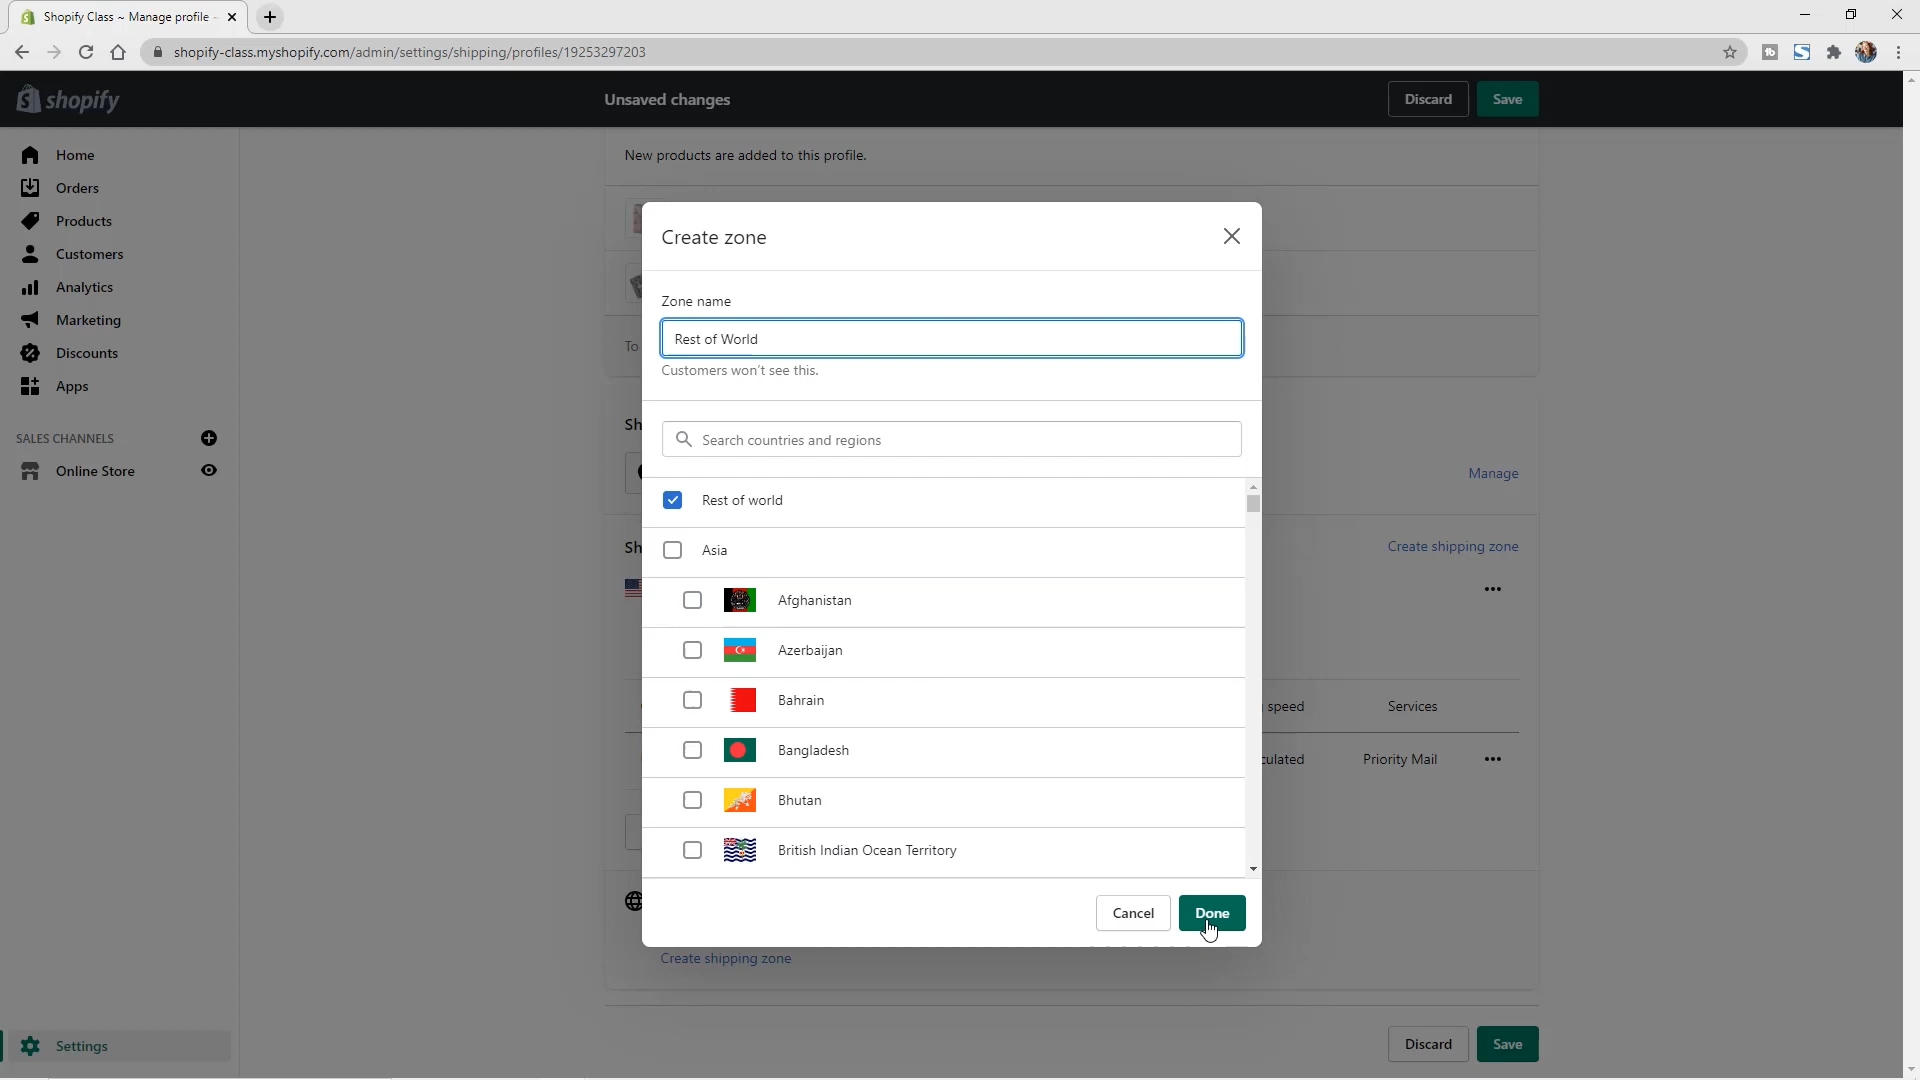 Shopify Class ~ Manage profile
shopify-class.myshopify.com/admin/settings/shipping/profiles/19253297203
shopify
Unsaved changes
Discard
Save
Home
Orders
Products
Customers
Analytics
Marketing
Discounts
Apps
SALES CHANNELS
Online Store
Settings
New products are added to this profile.
To
Sh
Manage
Sh
Create shipping zone
speed
Services
culated
Priority Mail
Create shipping zone
Discard
Save
Create zone
Zone name
Rest of World
Customers won't see this.
Search countries and regions
Rest of world
Asia
Afghanistan
Azerbaijan
Bahrain
Bangladesh
Bhutan
British Indian Ocean Territory
Cancel
Done